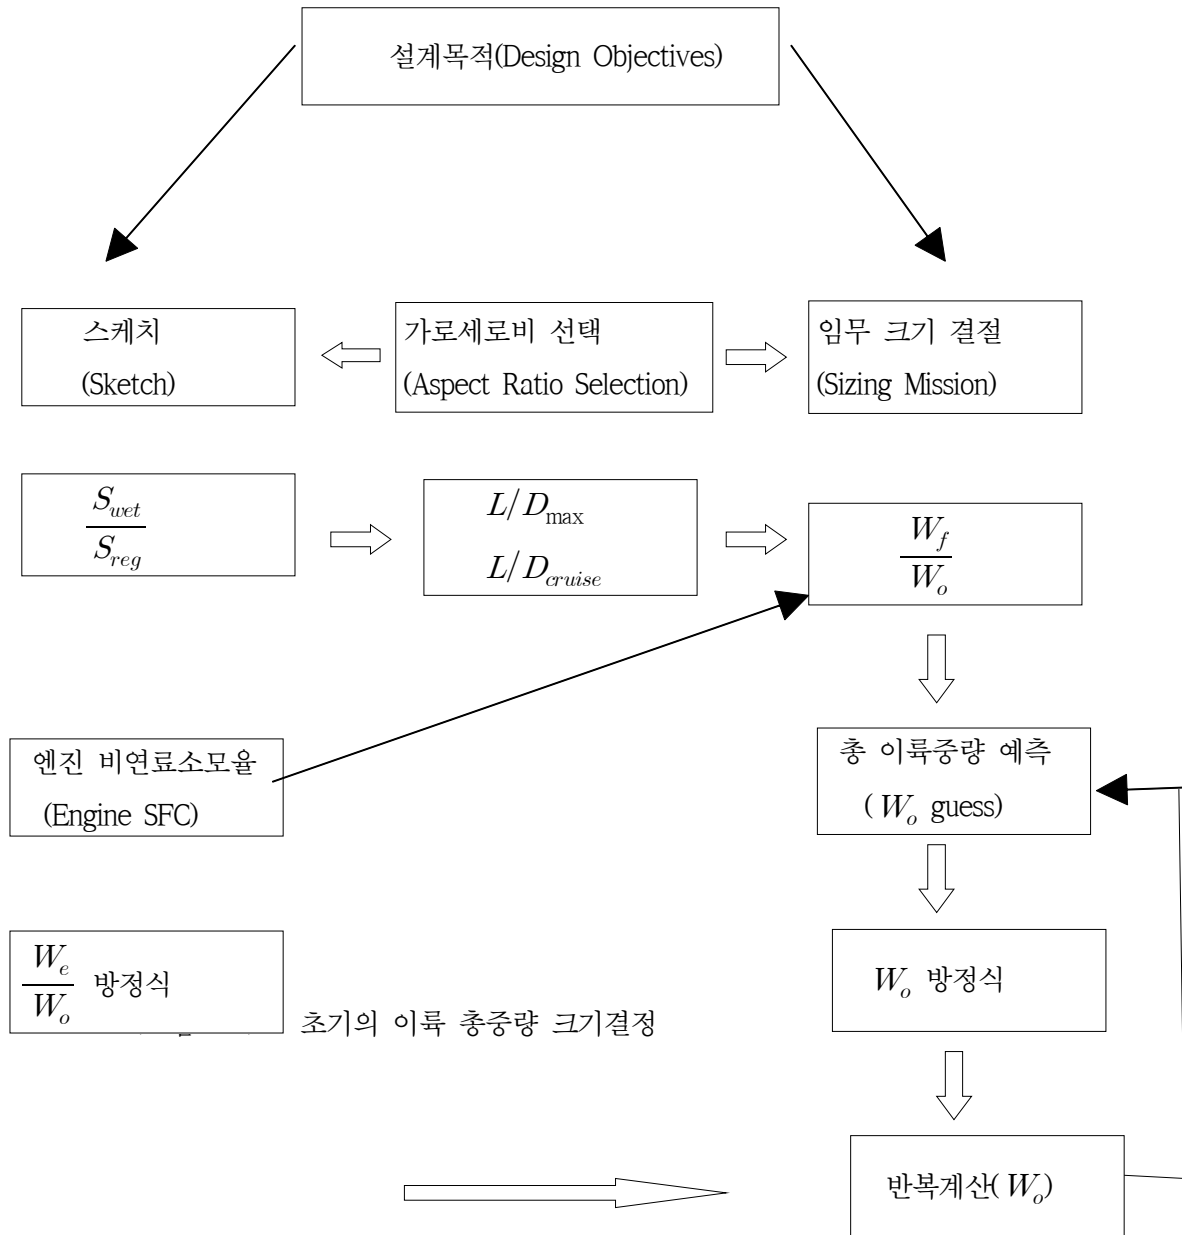 설계목적(Design Objectives)
스케치
(Sketch)
가로세로비 선택
(Aspect Ratio Selection)
임무 크기 결절
(Sizing Mission)
S_wet
S_reg
L/D_max
L/D_cruise
W_f
W_o
엔진 비연료소모율
(Engine SFC)
총 이륙중량 예측
( W_o guess)
W_e
W_o 방정식
W_o 방정식
초기의 이륙 총중량 크기결정
반복계산( W_o)